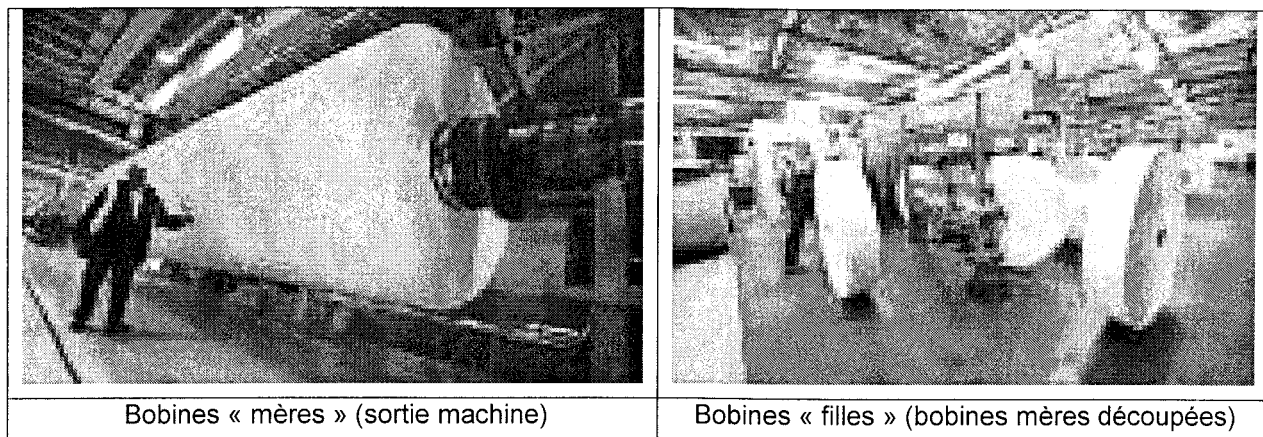 Bobines « mères » (sortie machine)
Bobines « filles » (bobines mères découpées)